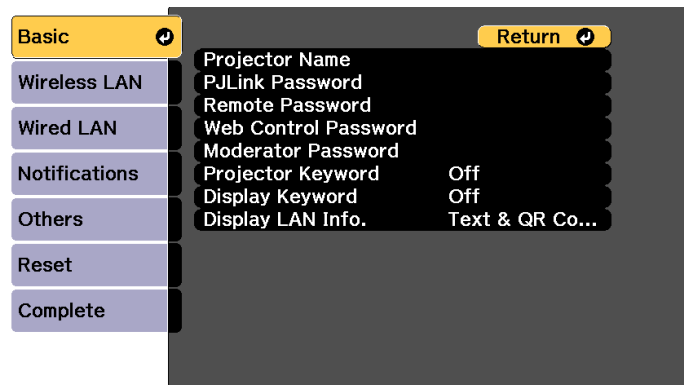 Basic
Return
Projector Name
Wireless LAN
PJLink Password
Remote Password
Wired LAN
Web Control Password
Moderator Password
Notifications
Projector Keyword Off
Display Keyword Off
Others
Display LAN Info. Text & QR Co...
Reset
Complete